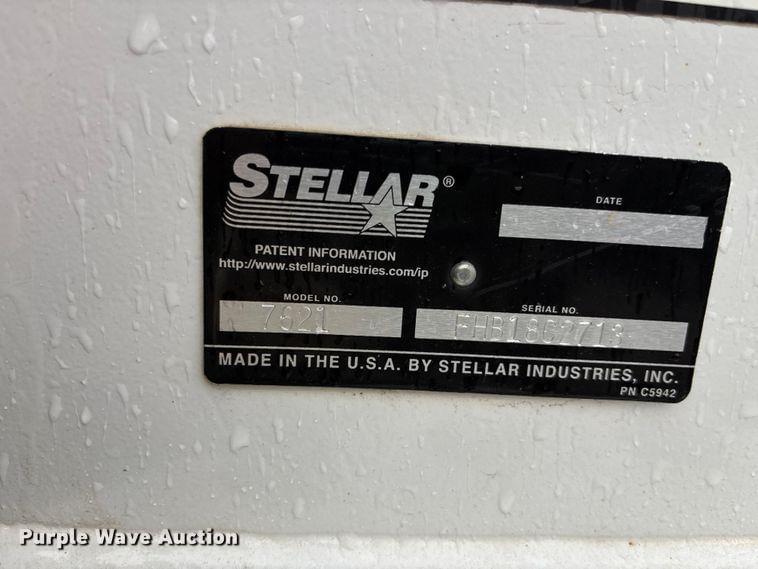 STELLAR®
DATE
PATENT INFORMATION
http://www.stellarindustries.com/ip
MODEL NO.
SERIAL NO.
7621
MADE IN THE U.S.A. BY STELLAR INDUSTRIES, INC.
PN C5942
Purple Wave Auction